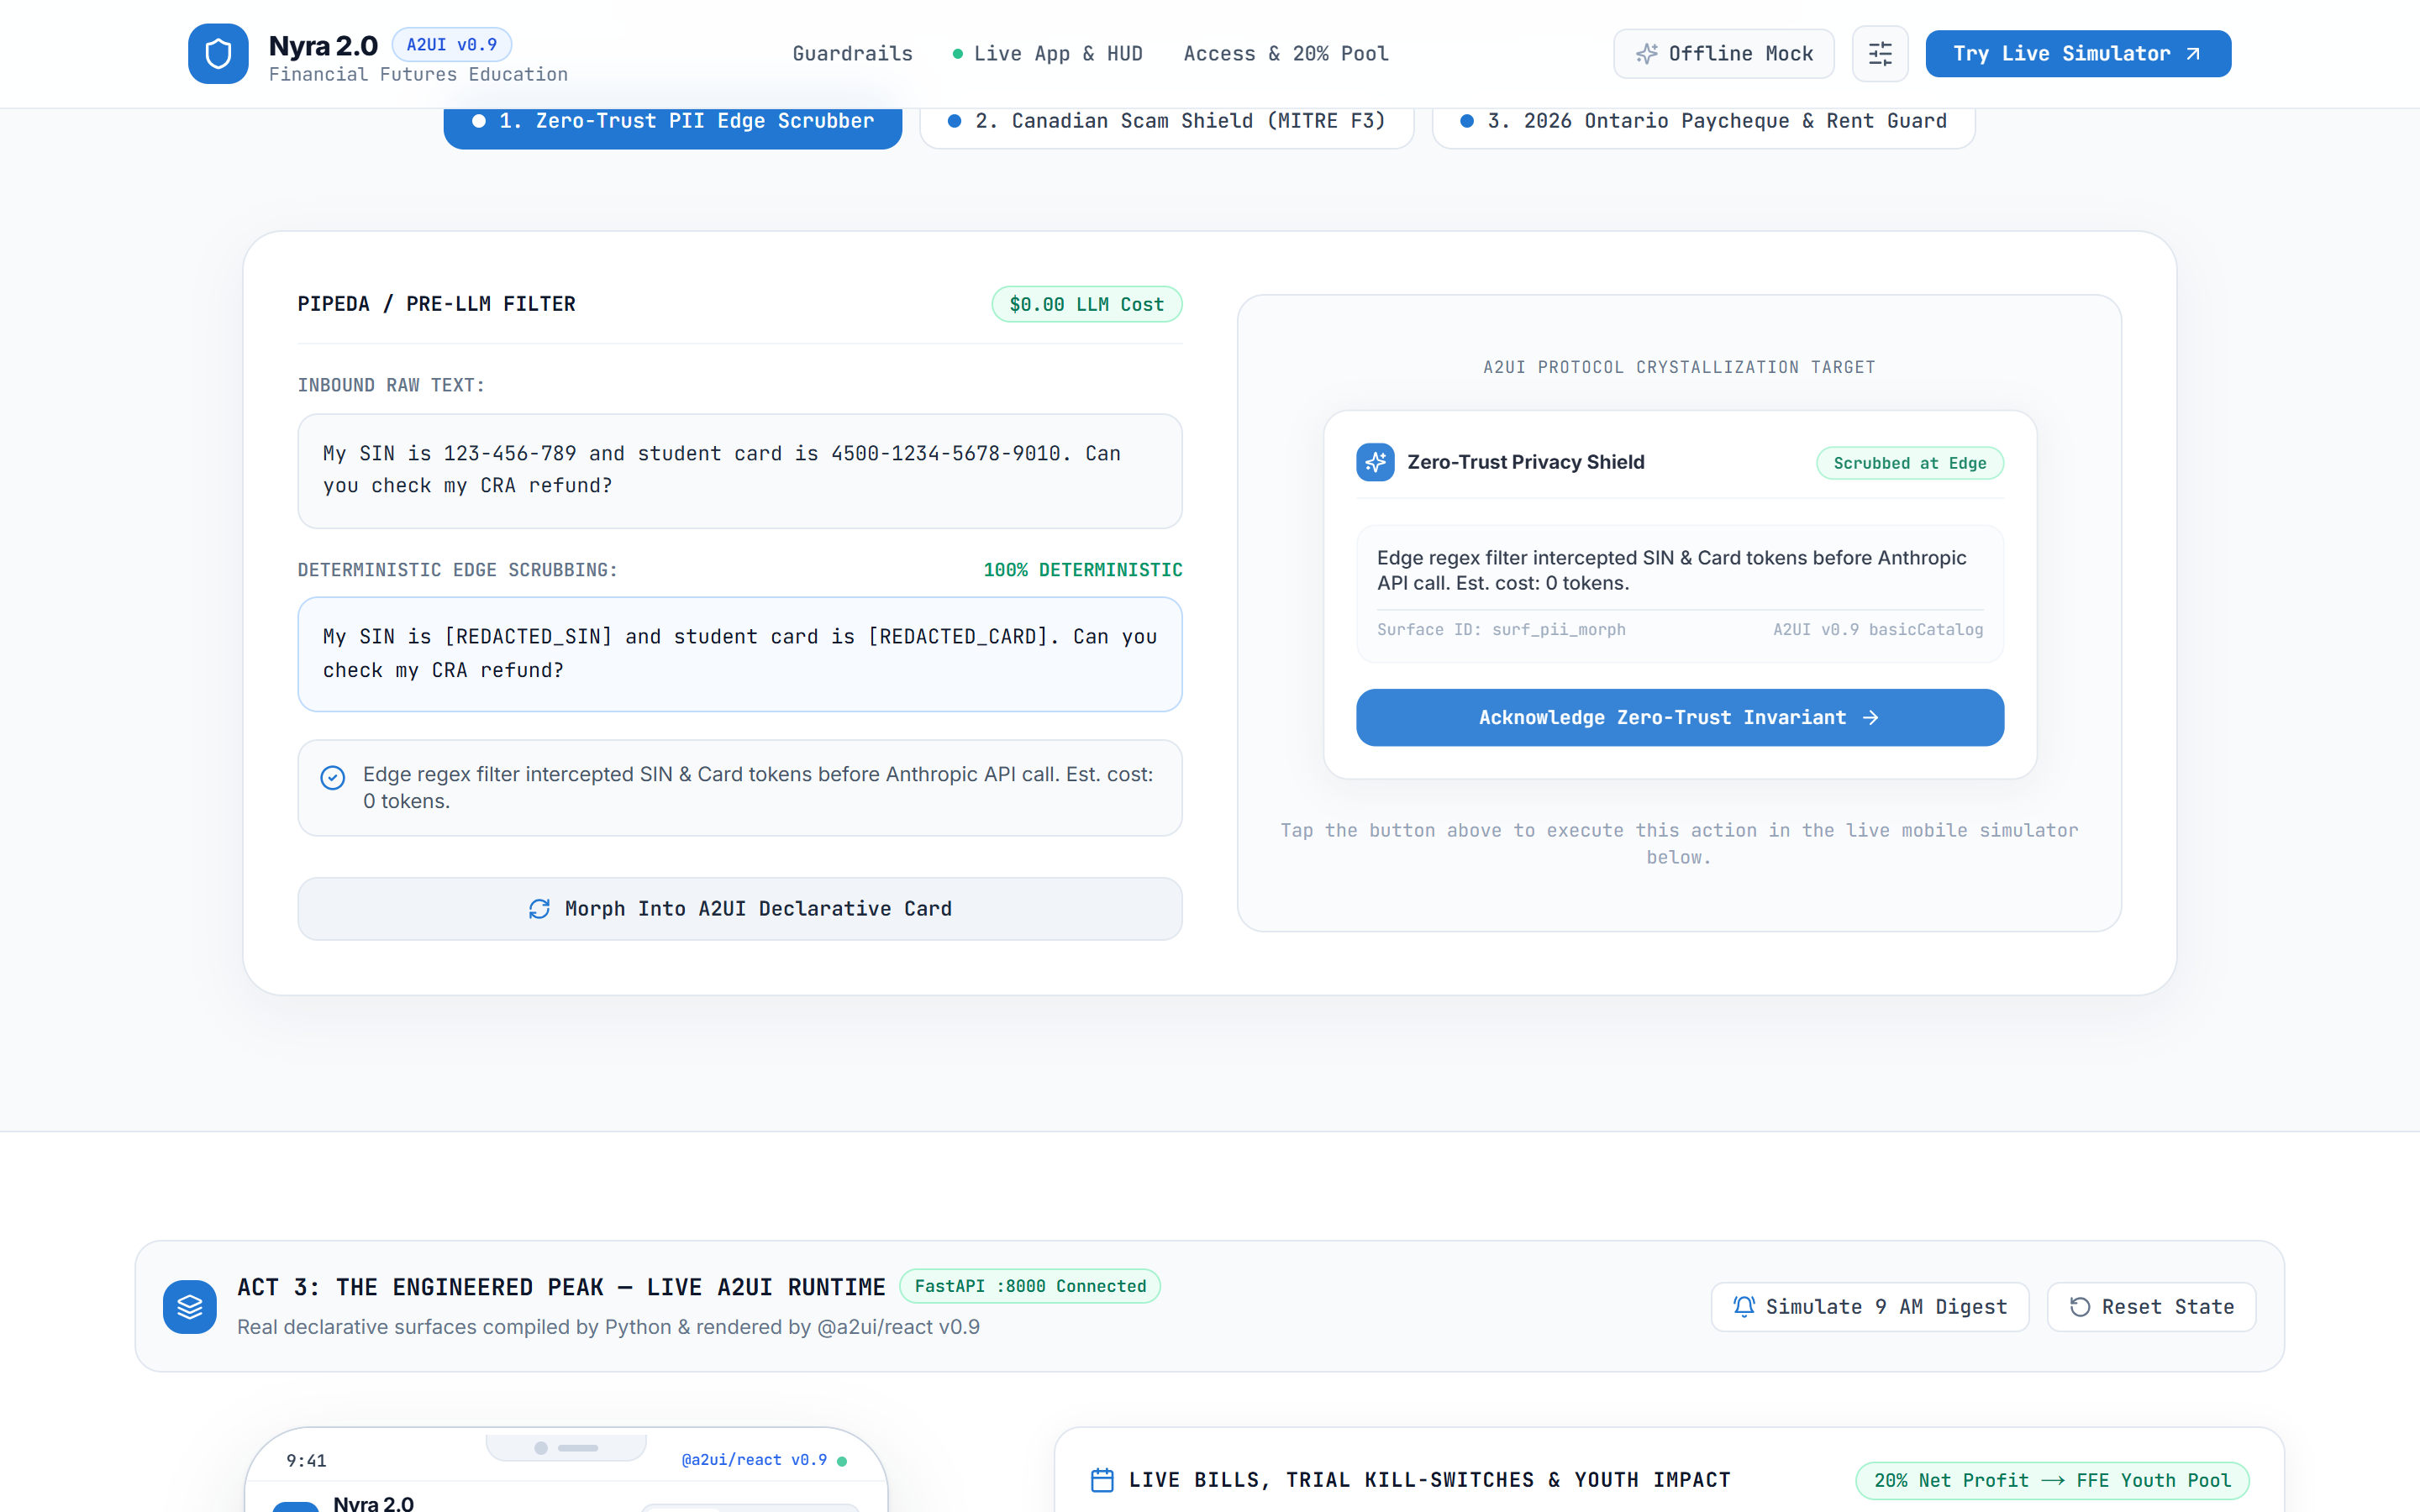 Nyra 2.0
A2UI v0.9
Financial Futures Education
Guardrails
Live App & HUD
Access & 20% Pool
Offline Mock
Try Live Simulator
1. Zero-Trust PII Edge Scrubber
2. Canadian Scam Shield (MITRE F3)
3. 2026 Ontario Paycheque & Rent Guard
PIPEDA / PRE-LLM FILTER
$0.00 LLM Cost
INBOUND RAW TEXT:
My SIN is 123-456-789 and student card is 4500-1234-5678-9010. Can
you check my CRA refund?
DETERMINISTIC EDGE SCRUBBING:
100% DETERMINISTIC
My SIN is [REDACTED_SIN] and student card is [REDACTED_CARD]. Can you
check my CRA refund?
Edge regex filter intercepted SIN & Card tokens before Anthropic API call. Est. cost:
0 tokens.
Morph Into A2UI Declarative Card
A2UI PROTOCOL CRYSTALLIZATION TARGET
Zero-Trust Privacy Shield
Scrubbed at Edge
Edge regex filter intercepted SIN & Card tokens before Anthropic
API call. Est. cost: 0 tokens.
Surface ID: surf_pii_morph
A2UI v0.9 basicCatalog
Acknowledge Zero-Trust Invariant →
Tap the button above to execute this action in the live mobile simulator
below.
ACT 3: THE ENGINEERED PEAK — LIVE A2UI RUNTIME
FastAPI :8000 Connected
Real declarative surfaces compiled by Python & rendered by @a2ui/react v0.9
Simulate 9 AM Digest
Reset State
9:41
@a2ui/react v0.9
Nyra 2.0
LIVE BILLS, TRIAL KILL-SWITCHES & YOUTH IMPACT
20% Net Profit ⟶ FFE Youth Pool